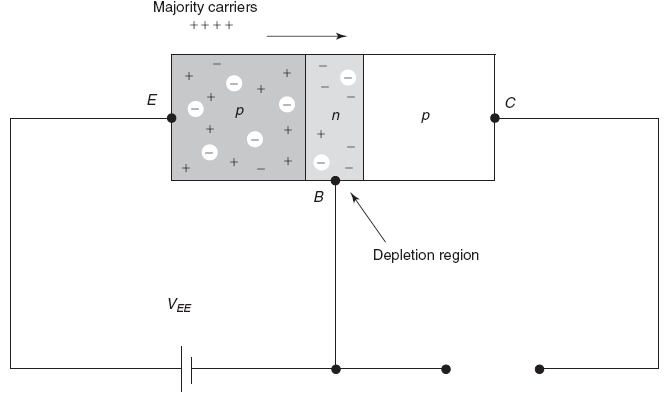 Majority carriers
++++
E
p
n
p
C
B
Depletion region
VEE